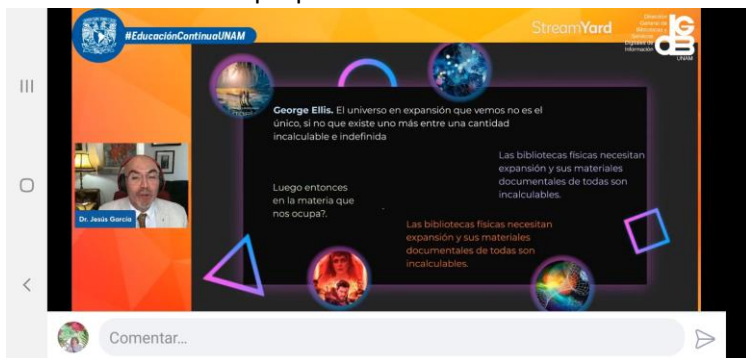 #EducaciónContinuaUNAM
StreamYard
Dirección
General de
Bibliotecas y
Servicios
Digitales de
Información
UNAM
George Ellis. El universo en expansión que vemos no es el
único, si no que existe uno más entre una cantidad
incalculable e indefinida
Las bibliotecas físicas necesitan
expansión y sus materiales
documentales de todas son
incalculables.
Luego entonces
en la materia que
nos ocupa?.
Las bibliotecas físicas necesitan
expansión y sus materiales
documentales de todas son
incalculables.
Dr. Jesús García
Comentar...